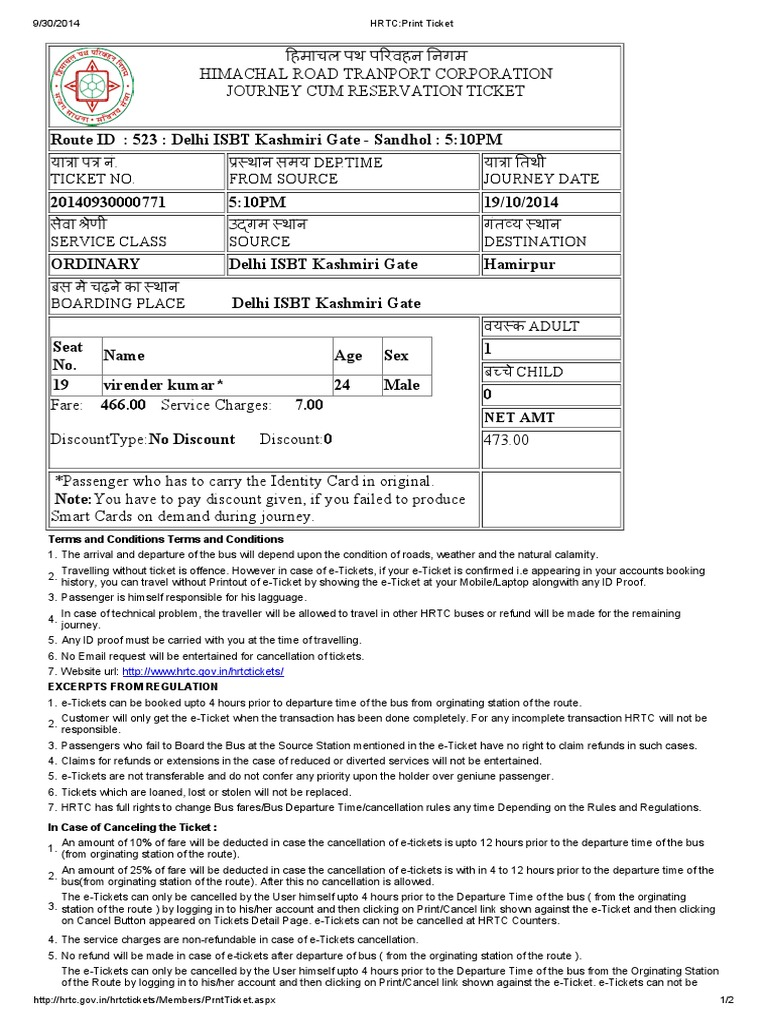 9/30/2014
HRTC:Print Ticket
हिमाचल पथ परिवहन निगम
HIMACHAL ROAD TRANPORT CORPORATION
JOURNEY CUM RESERVATION TICKET
Route ID : 523 : Delhi ISBT Kashmiri Gate - Sandhol : 5:10PM
यात्रा पत्र न. प्रस्थान समय DEPTIME यात्रा तिथी
TICKET NO. FROM SOURCE JOURNEY DATE
20140930000771 5:10PM 19/10/2014
सेवा श्रेणी उद्गम स्थान गतव्य स्थान
SERVICE CLASS SOURCE DESTINATION
ORDINARY Delhi ISBT Kashmiri Gate Hamirpur
बस मे चढने का स्थान
BOARDING PLACE Delhi ISBT Kashmiri Gate
वयस्क ADULT
1
बच्चे CHILD
0
NET AMT
473.00
Seat No. Name Age Sex
19 virender kumar* 24 Male
Fare: 466.00 Service Charges: 7.00
DiscountType:No Discount Discount:0
*Passenger who has to carry the Identity Card in original.
Note:You have to pay discount given, if you failed to produce
Smart Cards on demand during journey.
Terms and Conditions Terms and Conditions
1. The arrival and departure of the bus will depend upon the condition of roads, weather and the natural calamity.
2. Travelling without ticket is offence. However in case of e-Tickets, if your e-Ticket is confirmed i.e appearing in your accounts booking
history, you can travel without Printout of e-Ticket by showing the e-Ticket at your Mobile/Laptop alongwith any ID Proof.
3. Passenger is himself responsible for his lagguage.
4. In case of technical problem, the traveller will be allowed to travel in other HRTC buses or refund will be made for the remaining
journey.
5. Any ID proof must be carried with you at the time of travelling.
6. No Email request will be entertained for cancellation of tickets.
7. Website url: http://www.hrtc.gov.in/hrtctickets/
EXCERPTS FROM REGULATION
1. e-Tickets can be booked upto 4 hours prior to departure time of the bus from orginating station of the route.
2. Customer will only get the e-Ticket when the transaction has been done completely. For any incomplete transaction HRTC will not be
responsible.
3. Passengers who fail to Board the Bus at the Source Station mentioned in the e-Ticket have no right to claim refunds in such cases.
4. Claims for refunds or extensions in the case of reduced or diverted services will not be entertained.
5. e-Tickets are not transferable and do not confer any priority upon the holder over geniune passenger.
6. Tickets which are loaned, lost or stolen will not be replaced.
7. HRTC has full rights to change Bus fares/Bus Departure Time/cancellation rules any time Depending on the Rules and Regulations.
In Case of Canceling the Ticket :
1. An amount of 10% of fare will be deducted in case the cancellation of e-tickets is upto 12 hours prior to the departure time of the bus
(from orginating station of the route).
2. An amount of 25% of fare will be deducted in case the cancellation of e-tickets is with in 4 to 12 hours prior to the departure time of the
bus(from orginating station of the route). After this no cancellation is allowed.
3. The e-Tickets can only be cancelled by the User himself upto 4 hours prior to the Departure Time of the bus ( from the orginating
station of the route ) by logging in to his/her account and then clicking on Print/Cancel link shown against the e-Ticket and then clicking
on Cancel Button appeared on Tickets Detail Page. e-Tickets can not be cancelled at HRTC Counters.
4. The service charges are non-refundable in case of e-Tickets cancellation.
5. No refund will be made in case of e-tickets after departure of bus ( from the orginating station of the route ).
The e-Tickets can only be cancelled by the User himself upto 4 hours prior to the Departure Time of the bus from the Orginating Station
of the Route by logging in to his/her account and then clicking on Print/Cancel link shown against the e-Ticket. e-Tickets can not be
http://hrtc.gov.in/hrtctickets/Members/PrntTicket.aspx
1/2